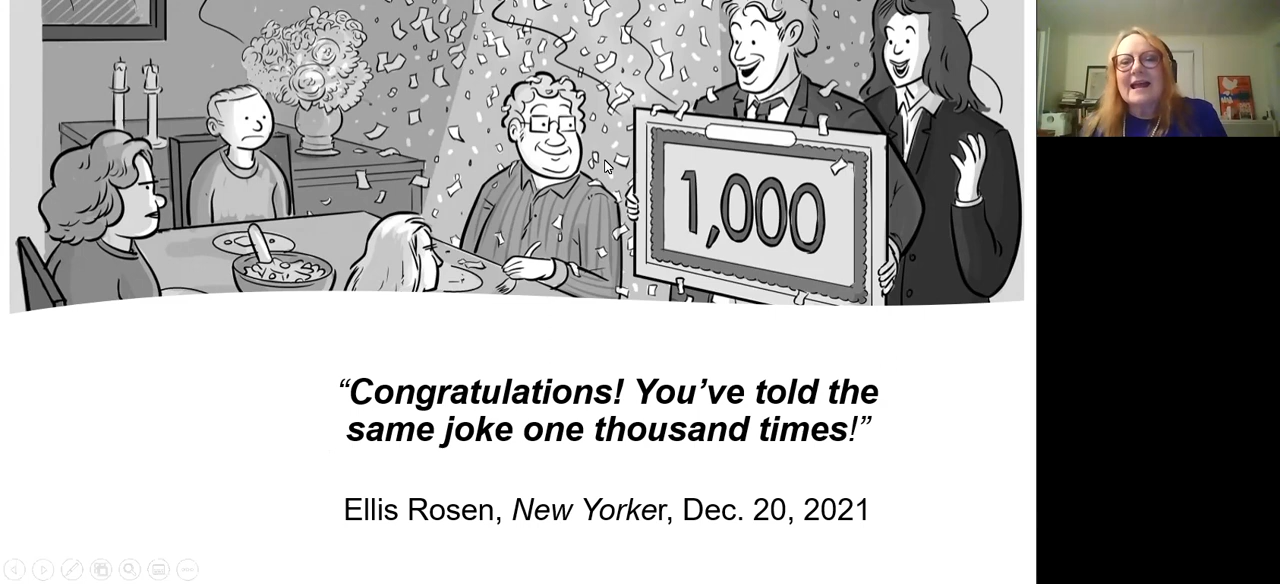 1,000
“Congratulations! You’ve told the
same joke one thousand times!”
Ellis Rosen, New Yorker, Dec. 20, 2021